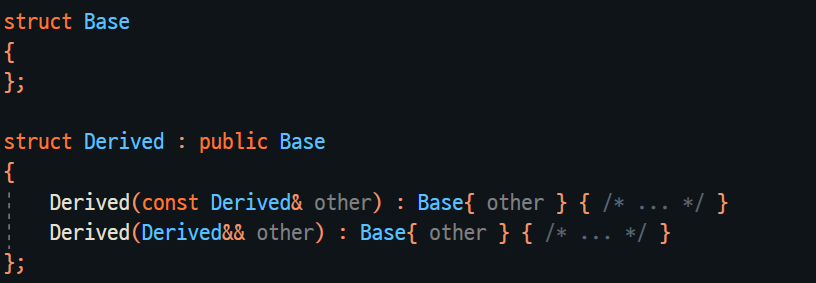 struct Base
{
};
struct Derived : public Base
{
Derived(const Derived& other) : Base{ other } { /* ... */ }
Derived(Derived&& other) : Base{ other } { /* ... */ }
};